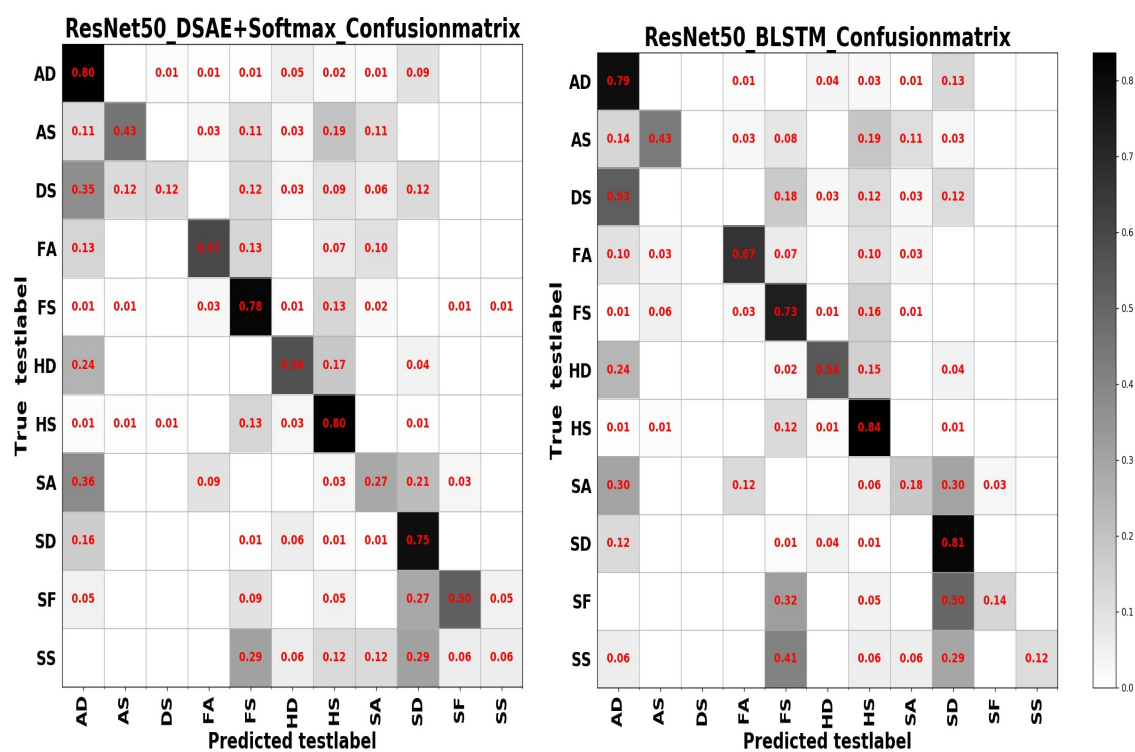 ResNet50_DSAE+Softmax_Confusionmatrix
True testlabel
AD 0.80 0.01 0.01 0.01 0.05 0.02 0.01 0.09
AS 0.11 0.43 0.03 0.11 0.03 0.19 0.11
DS 0.35 0.12 0.12 0.12 0.03 0.09 0.06 0.12
FA 0.13 0.57 0.13 0.07 0.10
FS 0.01 0.01 0.03 0.78 0.01 0.13 0.02 0.01 0.01
HD 0.24 0.54 0.17 0.04
HS 0.01 0.01 0.01 0.13 0.03 0.80 0.01
SA 0.36 0.09 0.03 0.27 0.21 0.03
SD 0.16 0.01 0.06 0.01 0.01 0.75
SF 0.05 0.09 0.05 0.27 0.50 0.05
SS 0.29 0.06 0.12 0.12 0.29 0.06 0.06
AD AS DS FA FS HD HS SA SD SF SS
Predicted testlabel
ResNet50_BLSTM_Confusionmatrix
True testlabel
AD 0.79 0.01 0.04 0.03 0.01 0.13
AS 0.14 0.43 0.03 0.08 0.19 0.11 0.03
DS 0.53 0.18 0.03 0.12 0.03 0.12
FA 0.10 0.03 0.67 0.07 0.10 0.03
FS 0.01 0.06 0.03 0.73 0.01 0.16 0.01
HD 0.24 0.02 0.54 0.15 0.04
HS 0.01 0.01 0.12 0.01 0.84 0.01
SA 0.30 0.12 0.06 0.18 0.30 0.03
SD 0.12 0.01 0.04 0.01 0.81
SF 0.32 0.05 0.50 0.14
SS 0.06 0.41 0.06 0.06 0.29 0.12
AD AS DS FA FS HD HS SA SD SF SS
Predicted testlabel
0.8
0.7
0.6
0.5
0.4
0.3
0.2
0.1
0.0